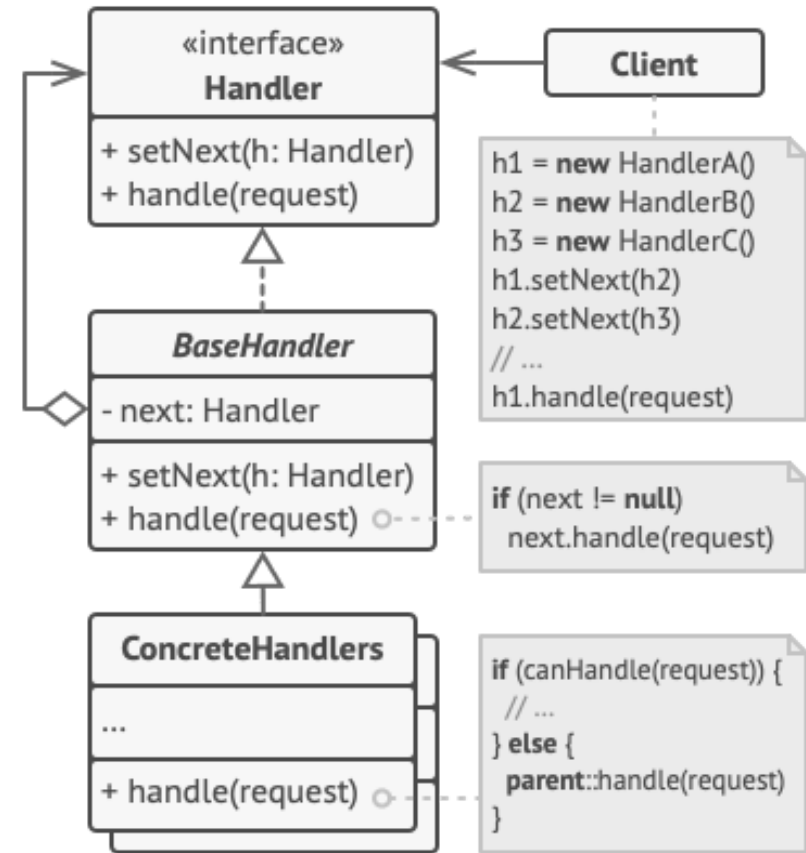 «interface»
Handler
+ setNext(h: Handler)
+ handle(request)
Client
h1 = new HandlerA()
h2 = new HandlerB()
h3 = new HandlerC()
h1.setNext(h2)
h2.setNext(h3)
// ...
h1.handle(request)
BaseHandler
- next: Handler
+ setNext(h: Handler)
+ handle(request)
if (next != null)
next.handle(request)
ConcreteHandlers
...
+ handle(request)
if (canHandle(request)) {
// ...
} else {
parent::handle(request)
}